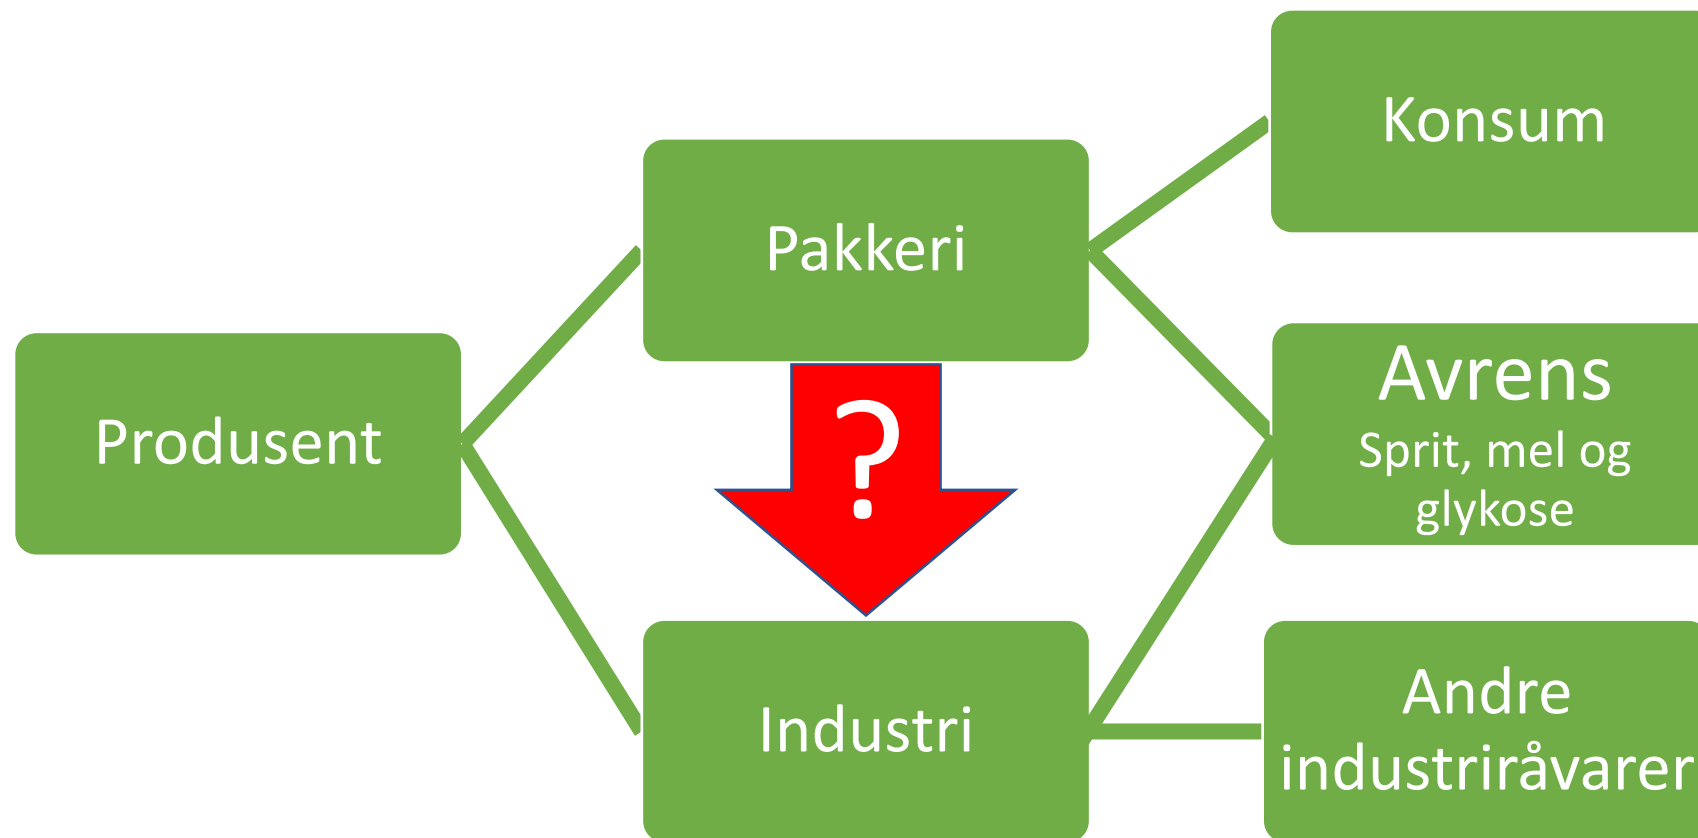 Produsent
Pakkeri
?
Industri
Konsum
Avrens
Sprit, mel og
glykose
Andre
industriråvarer